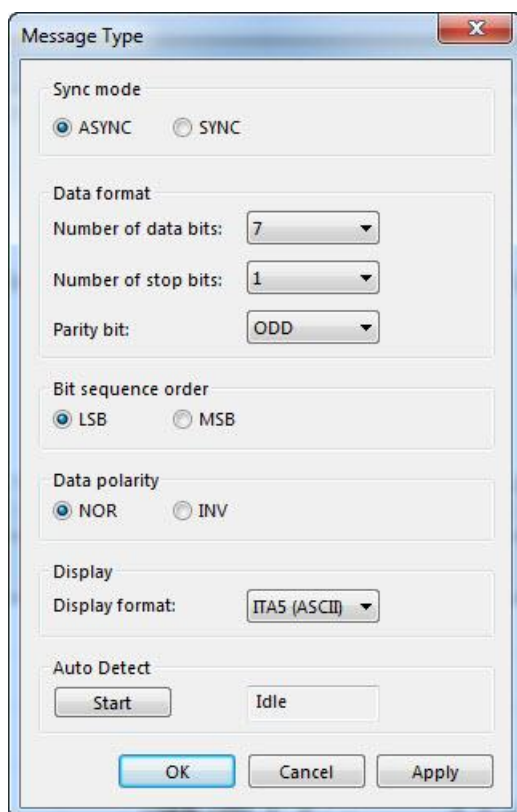 Message Type
Sync mode
ASYNC SYNC
Data format
Number of data bits: 7
Number of stop bits: 1
Parity bit: ODD
Bit sequence order
LSB MSB
Data polarity
NOR INV
Display
Display format: ITA5 (ASCII)
Auto Detect
Start Idle
OK Cancel Apply